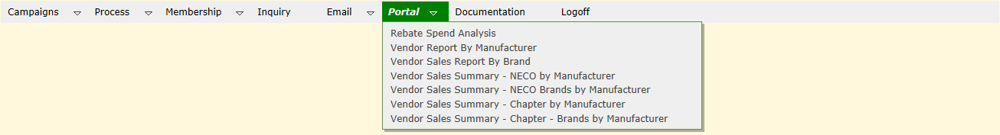 Campaigns Process Membership Inquiry Email Portal Documentation Logoff
Rebate Spend Analysis
Vendor Report By Manufacturer
Vendor Sales Report By Brand
Vendor Sales Summary - NECO by Manufacturer
Vendor Sales Summary - NECO Brands by Manufacturer
Vendor Sales Summary - Chapter by Manufacturer
Vendor Sales Summary - Chapter - Brands by Manufacturer